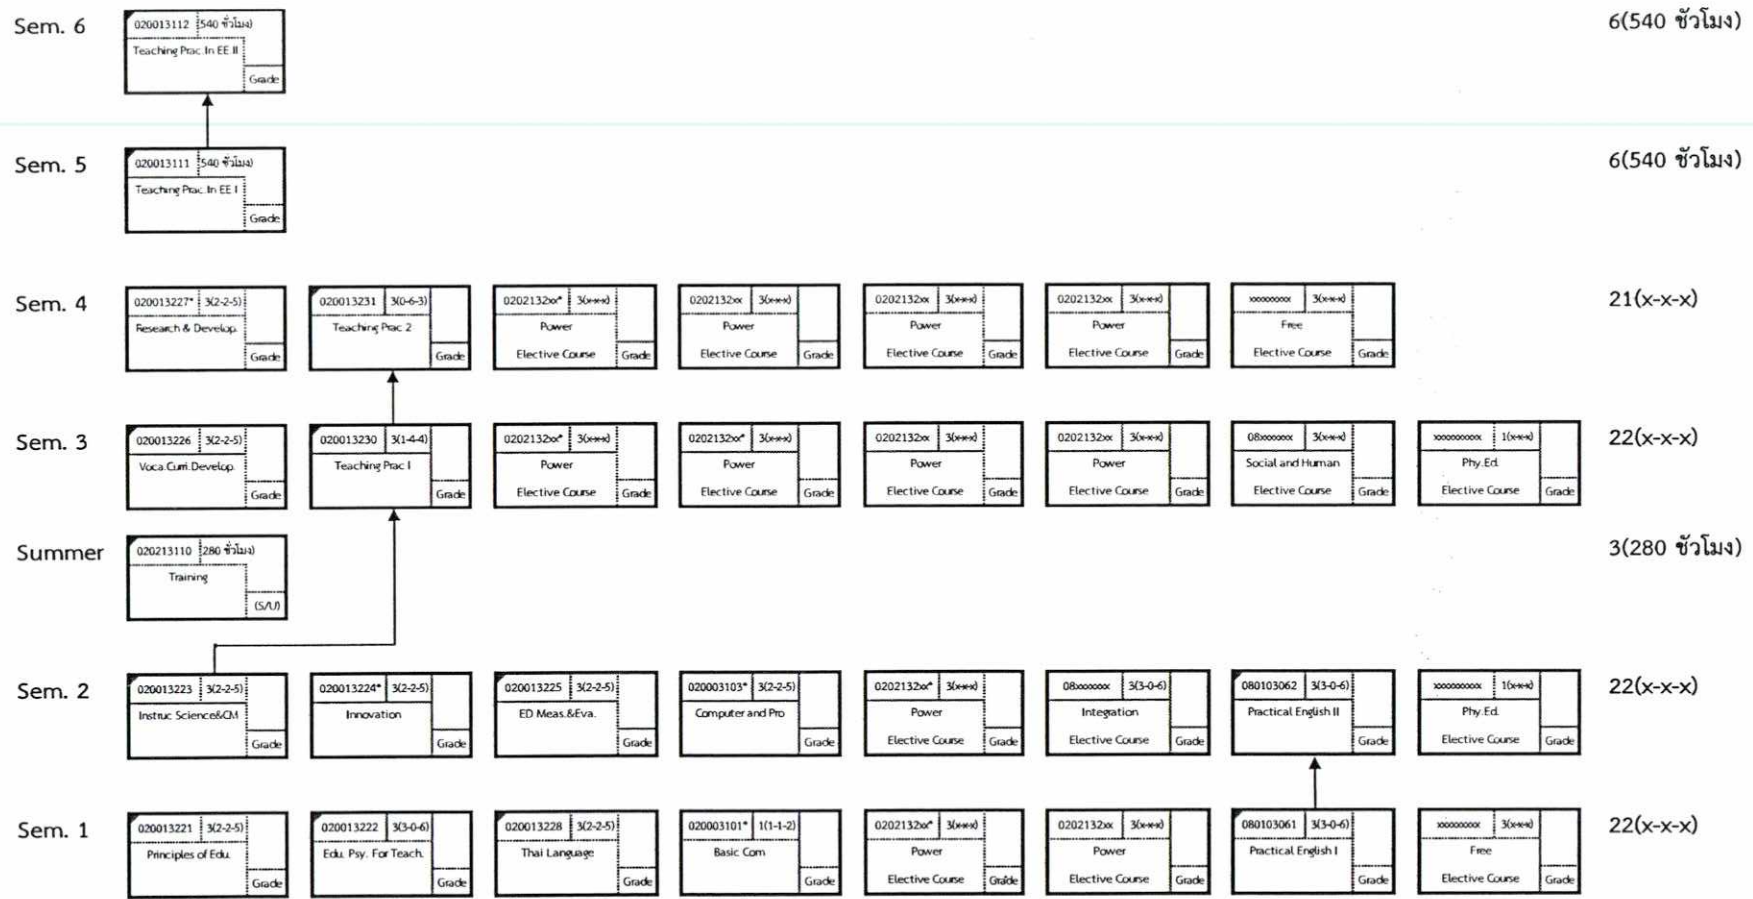 Sem. 6
020013112 540 ชั่วโมง)
Teaching Prac.In EE II
Grade
6(540 ชัวโมง)
Sem. 5
020013111 540 ชั่วโมง)
Teaching Prac.In EE I
Grade
6(540 ชัวโมง)
Sem. 4
020013227* 3(2-2-5)
Research & Develop.
Grade
020013231 3(0-6-3)
Teaching Prac 2
Grade
0202132xx* 3(x-x-x)
Power
Elective Course Grade
0202132xx 3(x-x-x)
Power
Elective Course Grade
0202132xx 3(x-x-x)
Power
Elective Course Grade
0202132xx 3(x-x-x)
Power
Elective Course Grade
xxxxxxxxx 3(x-x-x)
Free
Elective Course Grade
21(x-x-x)
Sem. 3
020013226 3(2-2-5)
Voca.Curri.Develop.
Grade
020013230 3(1-4-4)
Teaching Prac I
Grade
0202132xx* 3(x-x-x)
Power
Elective Course Grade
0202132xx* 3(x-x-x)
Power
Elective Course Grade
0202132xx 3(x-x-x)
Power
Elective Course Grade
0202132xx 3(x-x-x)
Power
Elective Course Grade
08xxxxxxx 3(x-x-x)
Social and Human
Elective Course Grade
xxxxxxxxx 1(x-x-x)
Phy.Ed.
Elective Course Grade
22(x-x-x)
Summer
020213110 280 ชั่วโมง)
Training
(S/U)
3(280 ชัวโมง)
Sem. 2
020013223 3(2-2-5)
Instruc Science&CM
Grade
020013224* 3(2-2-5)
Innovation
Grade
020013225 3(2-2-5)
ED Meas.&Eva.
Grade
020003103* 3(2-2-5)
Computer and Pro
Grade
0202132xx* 3(x-x-x)
Power
Elective Course Grade
08xxxxxxx 3(3-0-6)
Integration
Elective Course Grade
080103062 3(3-0-6)
Practical English II
Grade
xxxxxxxxx 1(x-x-x)
Phy.Ed.
Elective Course Grade
22(x-x-x)
Sem. 1
020013221 3(2-2-5)
Principles of Edu.
Grade
020013222 3(3-0-6)
Edu. Psy. For Teach.
Grade
020013228 3(2-2-5)
Thai Language
Grade
020003101* 1(1-1-2)
Basic Com
Grade
0202132xx* 3(x-x-x)
Power
Elective Course Grade
0202132xx 3(x-x-x)
Power
Elective Course Grade
080103061 3(3-0-6)
Practical English I
Grade
xxxxxxxxx 3(x-x-x)
Free
Elective Course Grade
22(x-x-x)